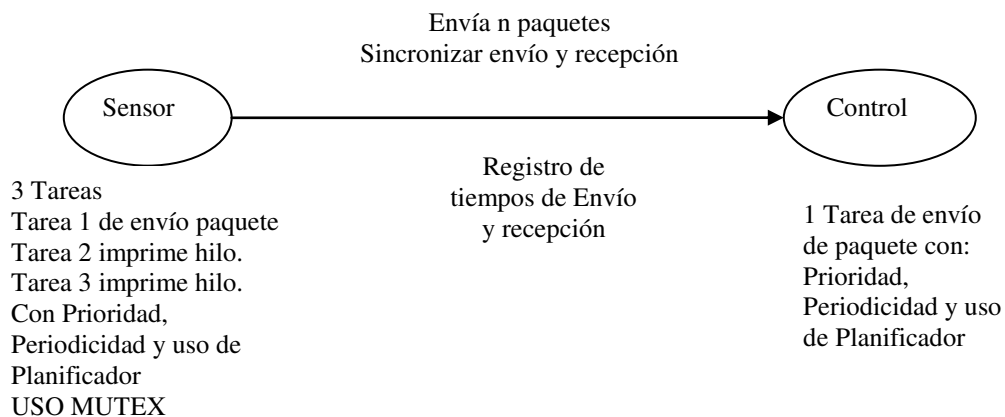 Envía n paquetes
Sincronizar envío y recepción
Sensor
Control
Registro de
tiempos de Envío
y recepción
3 Tareas
Tarea 1 de envío paquete
Tarea 2 imprime hilo.
Tarea 3 imprime hilo.
Con Prioridad,
Periodicidad y uso de
Planificador
USO MUTEX
1 Tarea de envío
de paquete con:
Prioridad,
Periodicidad y uso
de Planificador